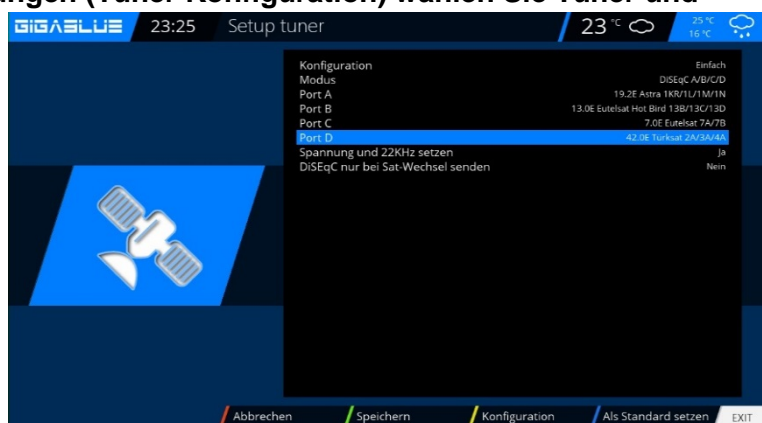 ngen (Tuner Konfiguration) wählen Sie Tuner und
GIGABLUE 23:25 Setup tuner 23 °C 25 °C
16 °C
Konfiguration Einfach
Modus DiSEqC A/B/C/D
Port A 19.2E Astra 1KR/1L/1M/1N
Port B 13.0E Eutelsat Hot Bird 13B/13C/13D
Port C 7.0E Eutelsat 7A/7B
Port D 42.0E Turksat 2A/3A/4A
Spannung und 22KHz setzen Ja
DiSEqC nur bei Sat-Wechsel senden Nein
Abbrechen Speichern Konfiguration Als Standard setzen EXIT